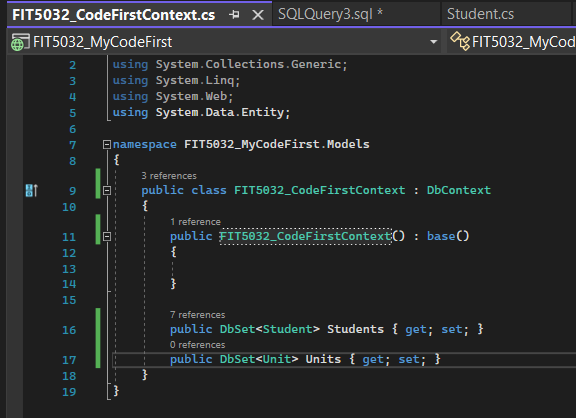 FIT5032_CodeFirstContext.cs SQLQuery3.sql * Student.cs
FIT5032_MyCodeFirst FIT5032_MyCod
2 using System.Collections.Generic;
3 using System.Linq;
4 using System.Web;
5 using System.Data.Entity;
6
7 namespace FIT5032_MyCodeFirst.Models
8 {
3 references
9 public class FIT5032_CodeFirstContext : DbContext
10 {
1 reference
11 public FIT5032_CodeFirstContext() : base()
12 {
13
14 }
15
7 references
16 public DbSet<Student> Students { get; set; }
0 references
17 public DbSet<Unit> Units { get; set; }
18 }
19 }